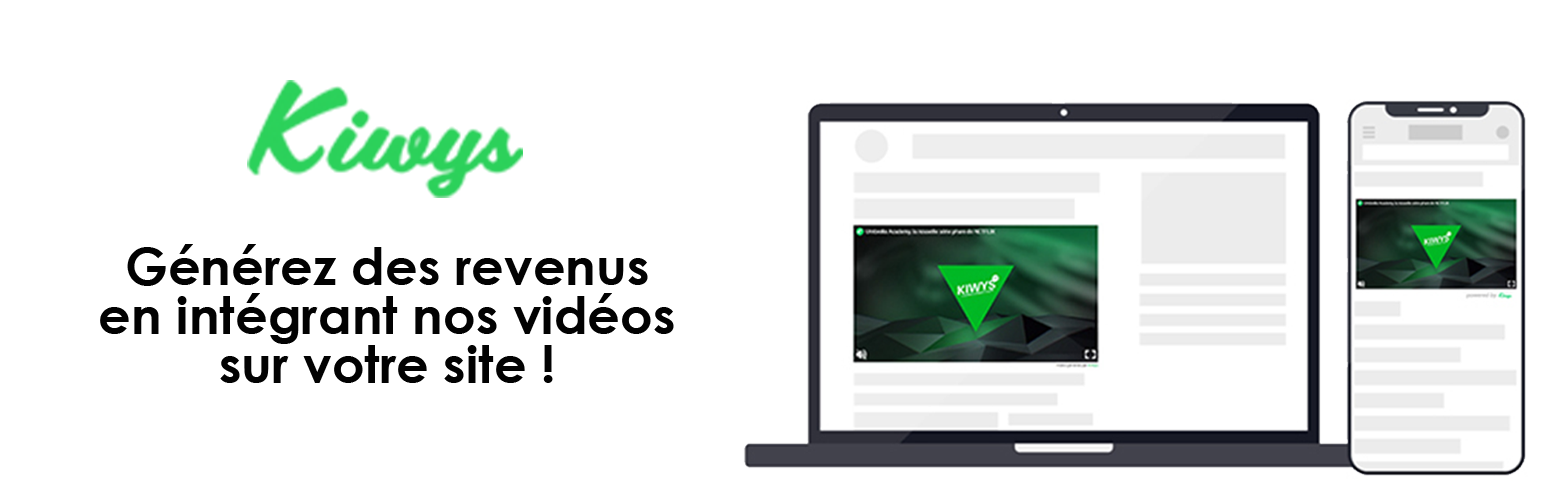 Kiwys
Générez des revenus
en intégrant nos vidéos
sur votre site !
Umbrella Academy, la nouvelle série phare de NETFLIX
KIWYS
KIWYS
powered by Kiwys